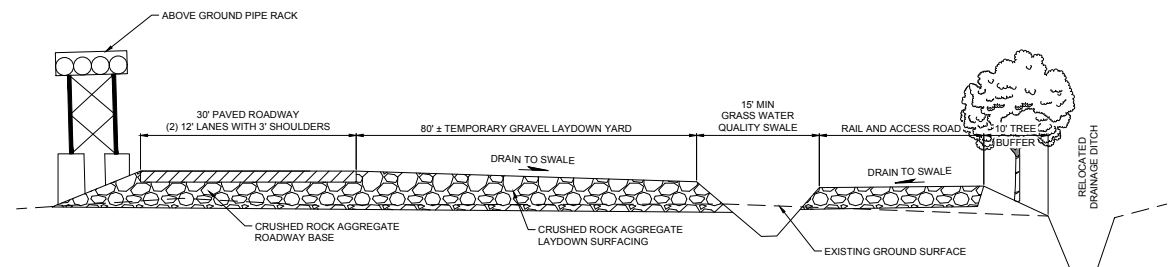 ABOVE GROUND PIPE RACK
30' PAVED ROADWAY
(2) 12' LANES WITH 3' SHOULDERS
80' ± TEMPORARY GRAVEL LAYDOWN YARD
15' MIN
GRASS WATER
QUALITY SWALE
RAIL AND ACCESS ROAD
10' TREE
BUFFER
RELOCATED
DRAINAGE DITCH
DRAIN TO SWALE
DRAIN TO SWALE
CRUSHED ROCK AGGREGATE
ROADWAY BASE
CRUSHED ROCK AGGREGATE
LAYDOWN SURFACING
EXISTING GROUND SURFACE